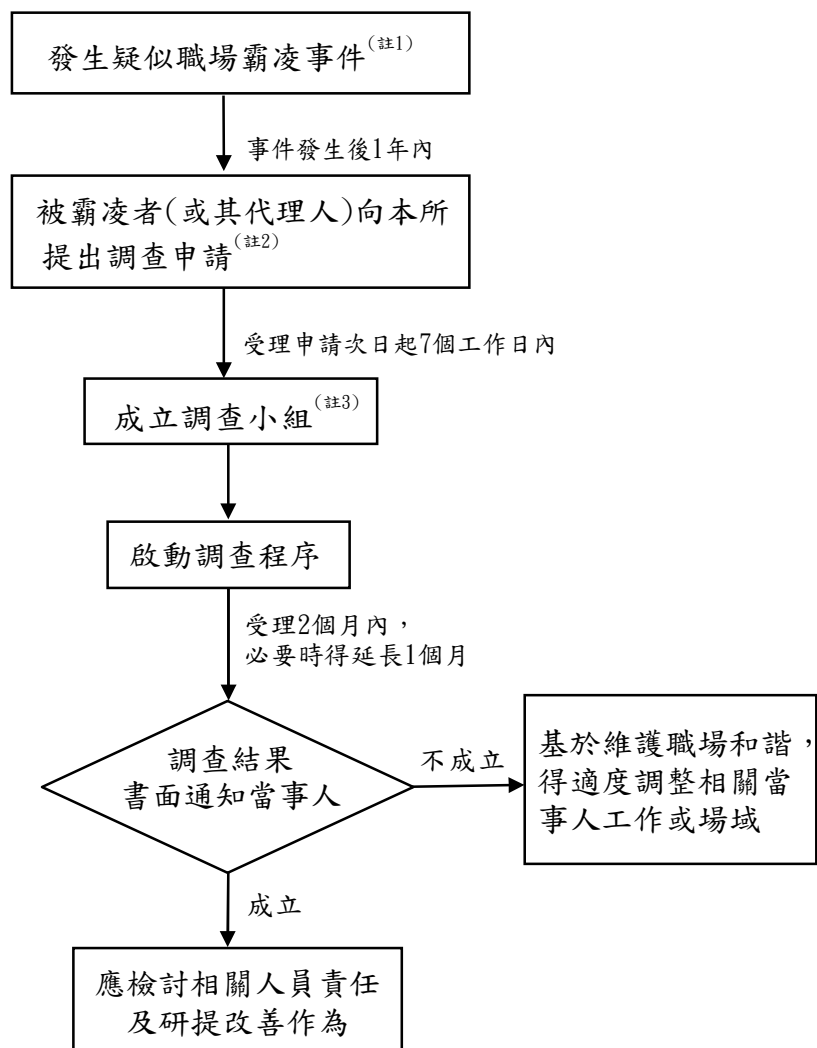 發生疑似職場霸凌事件(註1)
事件發生後1年內
被霸凌者(或其代理人)向本所
提出調查申請(註2)
受理申請次日起7個工作日內
成立調查小組(註3)
啟動調查程序
受理2個月內，
必要時得延長1個月
調查結果
書面通知當事人
不成立
基於維護職場和諧，
得適度調整相關當
事人工作或場域
成立
應檢討相關人員責任
及研提改善作為